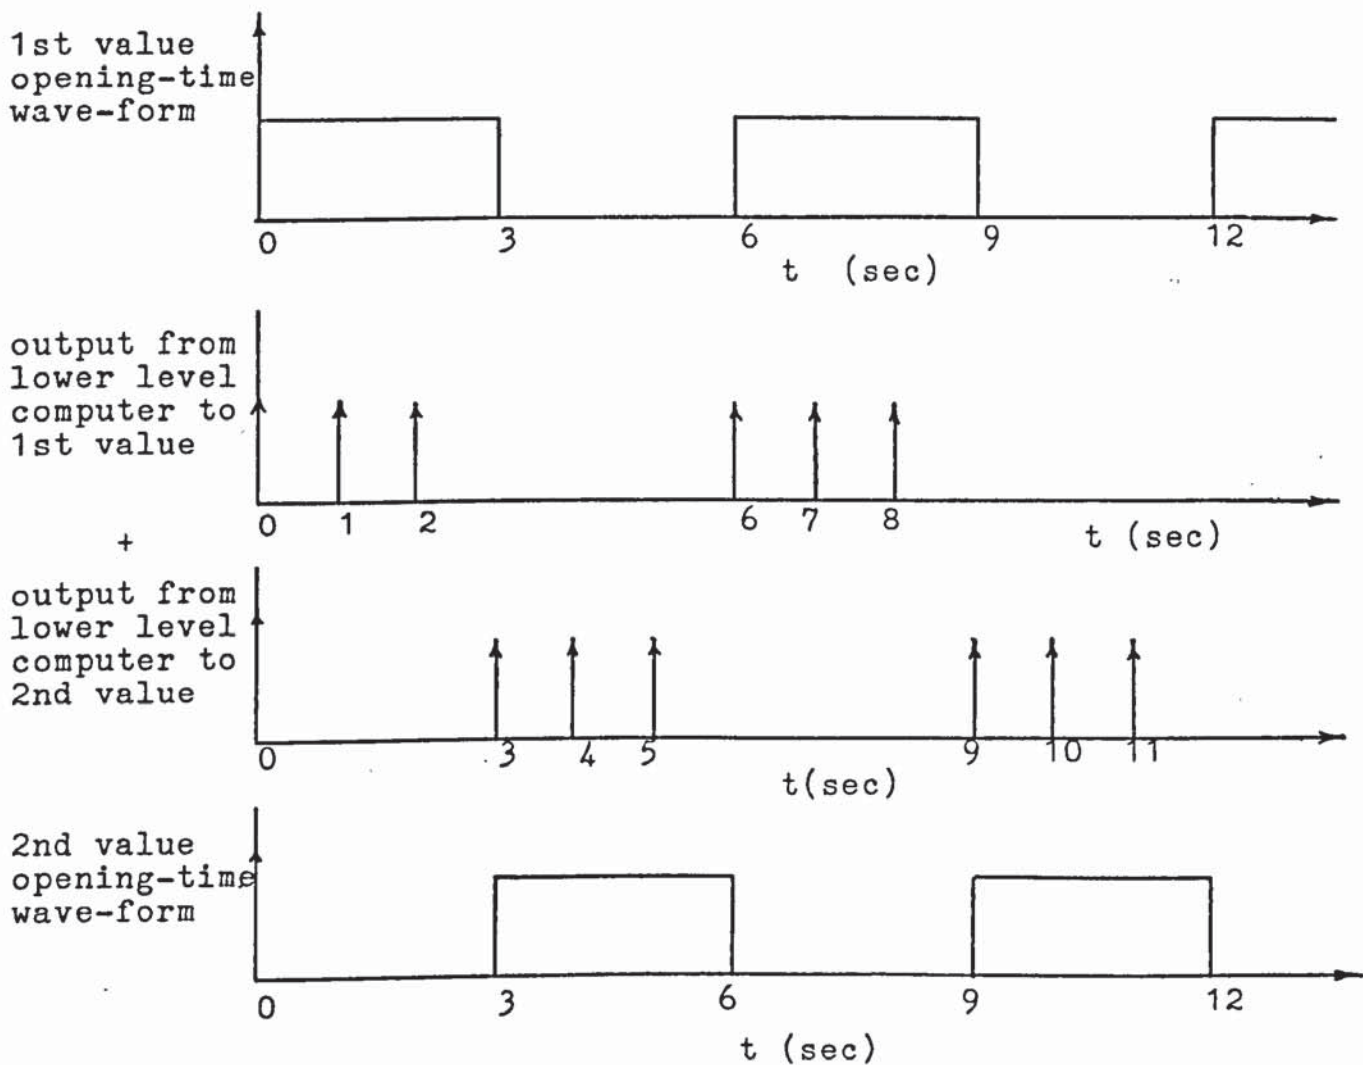 1st value
opening-time
wave-form
0 3 6 9 12
t (sec)
output from
lower level
computer to
1st value
0 1 2 6 7 8
t (sec)
+
output from
lower level
computer to
2nd value
0 3 4 5 9 10 11
t(sec)
2nd value
opening-time
wave-form
0 3 6 9 12
t (sec)